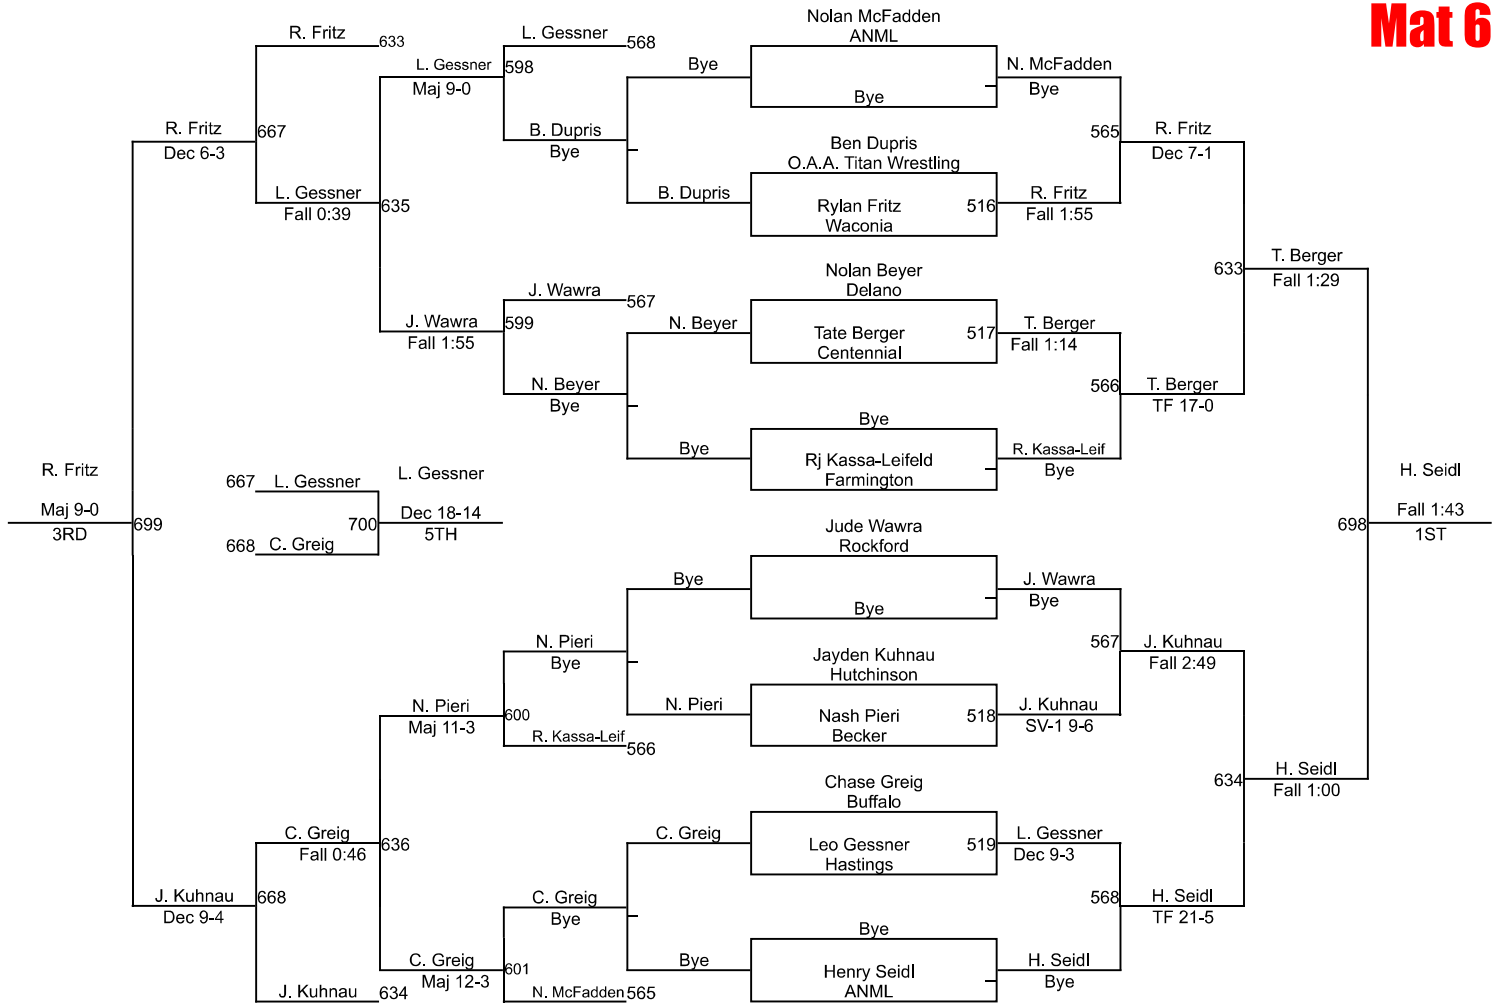 Mat 6
Nolan McFadden
ANML
R. Fritz
633
L. Gessner
568
L. Gessner
598
Maj 9-0
Bye
Bye
N. McFadden
Bye
R. Fritz
667
Dec 6-3
B. Dupris
Bye
Ben Dupris
O.A.A. Titan Wrestling
565
R. Fritz
Dec 7-1
L. Gessner
Fall 0:39
635
B. Dupris
Rylan Fritz
Waconia
516
R. Fritz
Fall 1:55
Nolan Beyer
Delano
633
T. Berger
Fall 1:29
J. Wawra
567
J. Wawra
599
Fall 1:55
N. Beyer
Tate Berger
Centennial
517
T. Berger
Fall 1:14
N. Beyer
Bye
566
T. Berger
TF 17-0
Bye
Bye
Rj Kassa-Leifeld
Farmington
R. Kassa-Leif
Bye
R. Fritz
Maj 9-0
3RD
699
667
L. Gessner
668
C. Greig
700
L. Gessner
Dec 18-14
5TH
H. Seidl
Fall 1:43
1ST
698
Jude Wawra
Rockford
Bye
Bye
J. Wawra
Bye
N. Pieri
Bye
Jayden Kuhnau
Hutchinson
567
J. Kuhnau
Fall 2:49
N. Pieri
Maj 11-3
600
N. Pieri
Nash Pieri
Becker
518
J. Kuhnau
SV-1 9-6
R. Kassa-Leif
566
Chase Greig
Buffalo
634
H. Seidl
Fall 1:00
C. Greig
Fall 0:46
636
C. Greig
Leo Gessner
Hastings
519
L. Gessner
Dec 9-3
J. Kuhnau
Dec 9-4
668
C. Greig
Bye
568
H. Seidl
TF 21-5
Bye
C. Greig
Maj 12-3
601
Bye
Henry Seidl
ANML
H. Seidl
Bye
J. Kuhnau
634
N. McFadden
565